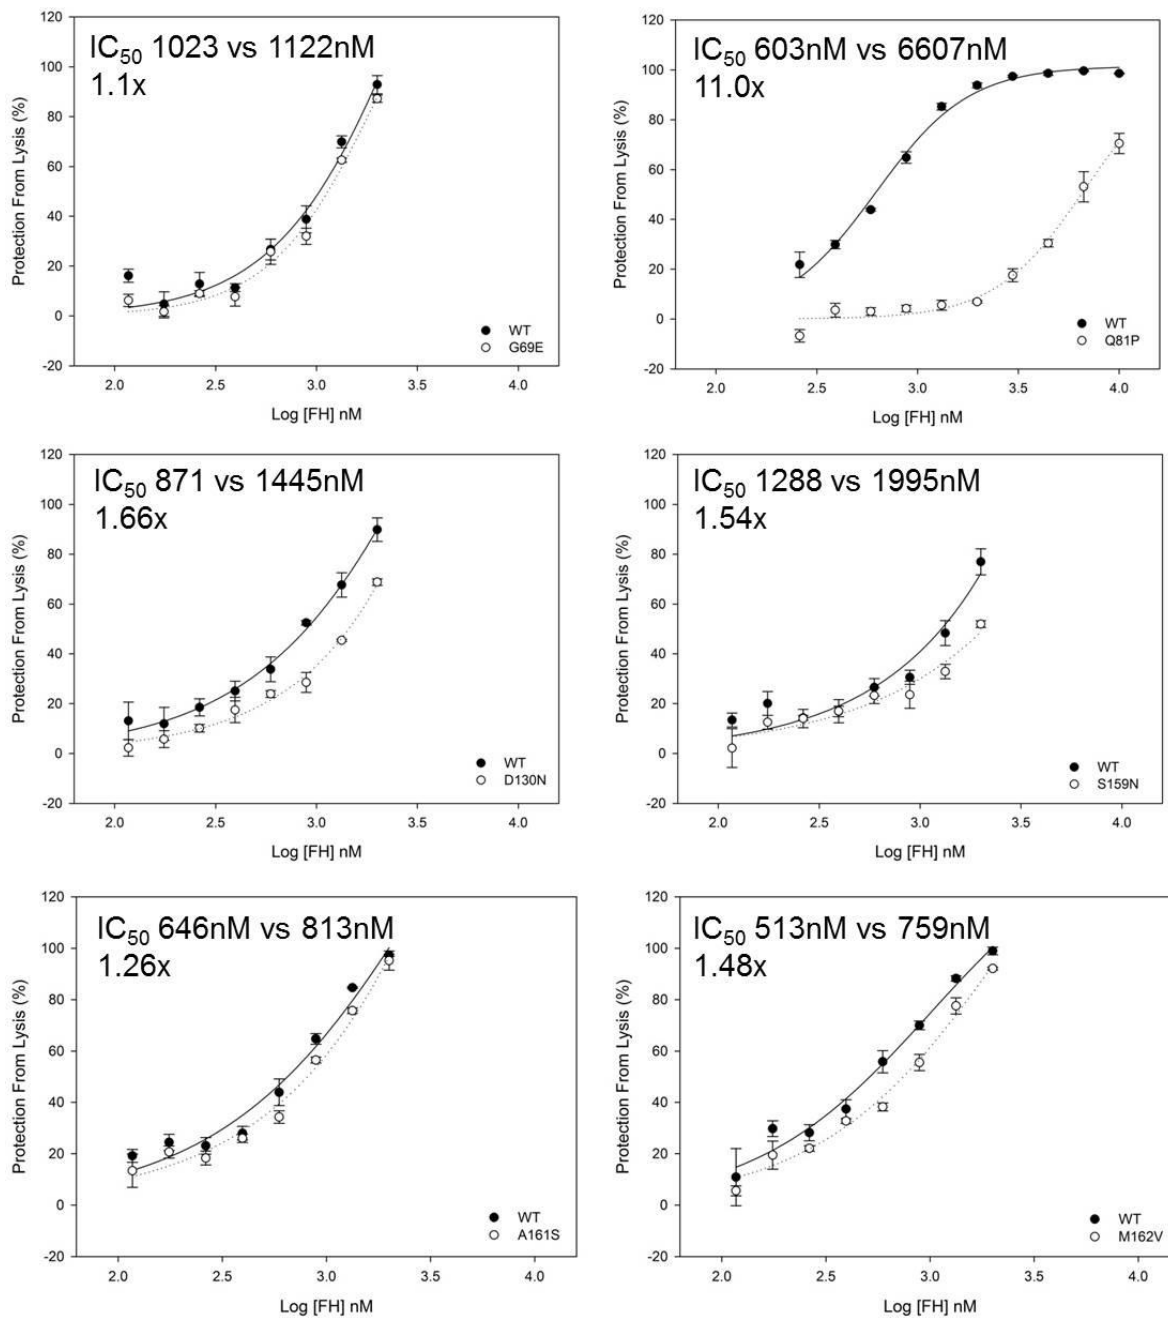 IC50 1023 vs 1122nM
1.1x
Protection From Lysis (%)
120
100
80
60
40
20
0
-20
2.0 2.5 3.0 3.5 4.0
Log [FH] nM
WT
G69E
IC50 603nM vs 6607nM
11.0x
Protection From Lysis (%)
120
100
80
60
40
20
0
-20
2.0 2.5 3.0 3.5 4.0
Log [FH] nM
WT
Q81P
IC50 871 vs 1445nM
1.66x
Protection From Lysis (%)
120
100
80
60
40
20
0
-20
2.0 2.5 3.0 3.5 4.0
Log [FH] nM
WT
D130N
IC50 1288 vs 1995nM
1.54x
Protection From Lysis (%)
120
100
80
60
40
20
0
-20
2.0 2.5 3.0 3.5 4.0
Log [FH] nM
WT
S159N
IC50 646nM vs 813nM
1.26x
Protection From Lysis (%)
120
100
80
60
40
20
0
-20
2.0 2.5 3.0 3.5 4.0
Log [FH] nM
WT
A161S
IC50 513nM vs 759nM
1.48x
Protection From Lysis (%)
120
100
80
60
40
20
0
-20
2.0 2.5 3.0 3.5 4.0
Log [FH] nM
WT
M162V